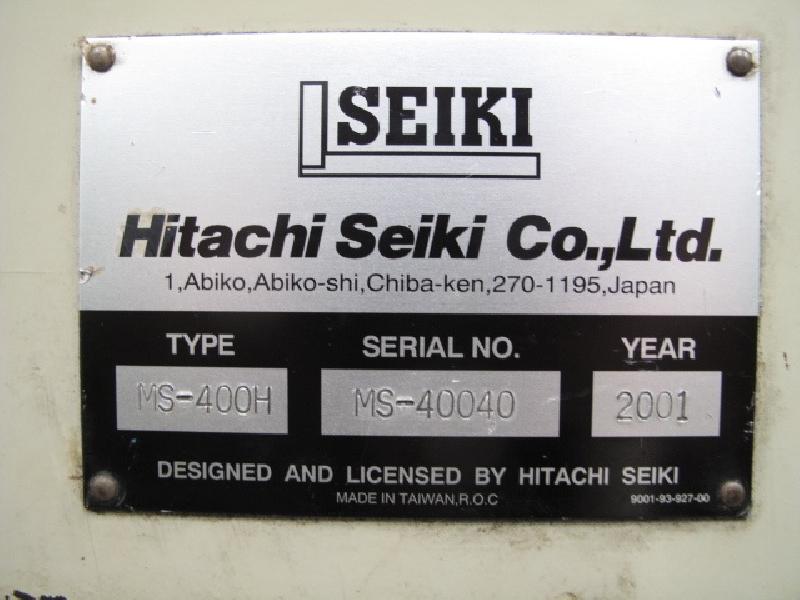 SEIKI
Hitachi Seiki Co.,Ltd.
1,Abiko,Abiko-shi,Chiba-ken,270-1195,Japan
TYPE SERIAL NO. YEAR
MS-400H MS-40040 2001
DESIGNED AND LICENSED BY HITACHI SEIKI
MADE IN TAIWAN,R.O.C 9001-93-927-00